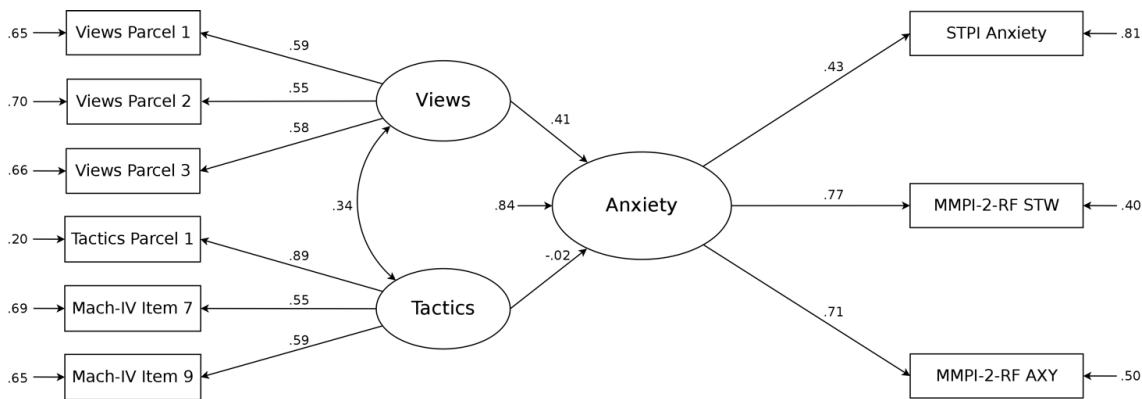 .65
Views Parcel 1
.59
STPI Anxiety
.81
.43
.70
Views Parcel 2
.55
Views
.41
.66
Views Parcel 3
.58
.34
.84
Anxiety
.77
MMPI-2-RF STW
.40
.20
Tactics Parcel 1
.89
-.02
.69
Mach-IV Item 7
.55
Tactics
.71
.65
Mach-IV Item 9
.59
MMPI-2-RF AXY
.50